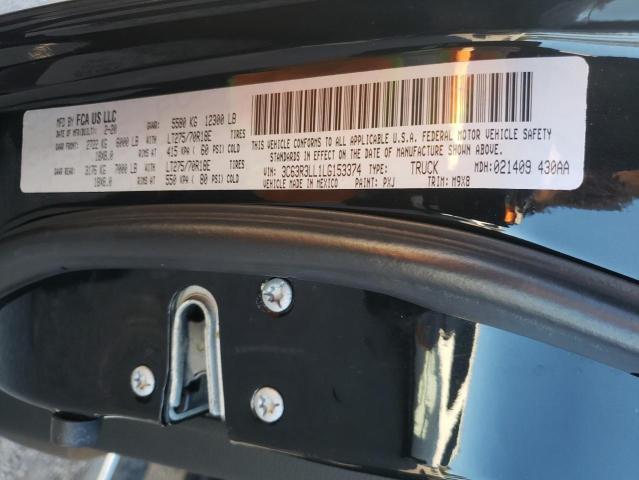 MFD BY FCA US LLC
DATE OF MFR 2-20 GVWR: 5580 KG 12300 LB
GAWR FRONT: 2722 KG 6000 LB WITH LT275/70R18E TIRES
18X8.0 RIMS AT 415 KPA ( 60 PSI) COLD
GAWR REAR: 3176 KG 7000 LB WITH LT275/70R18E TIRES
18X8.0 RIMS AT 550 KPA ( 80 PSI) COLD
THIS VEHICLE CONFORMS TO ALL APPLICABLE U.S.A. FEDERAL MOTOR VEHICLE SAFETY
STANDARDS IN EFFECT ON THE DATE OF MANUFACTURE SHOWN ABOVE.
VIN: 3C63R3LL1LG153374 TYPE: TRUCK MDH:021409 430AA
VEHICLE MADE IN MEXICO PAINT: PXJ TRIM: M9X8